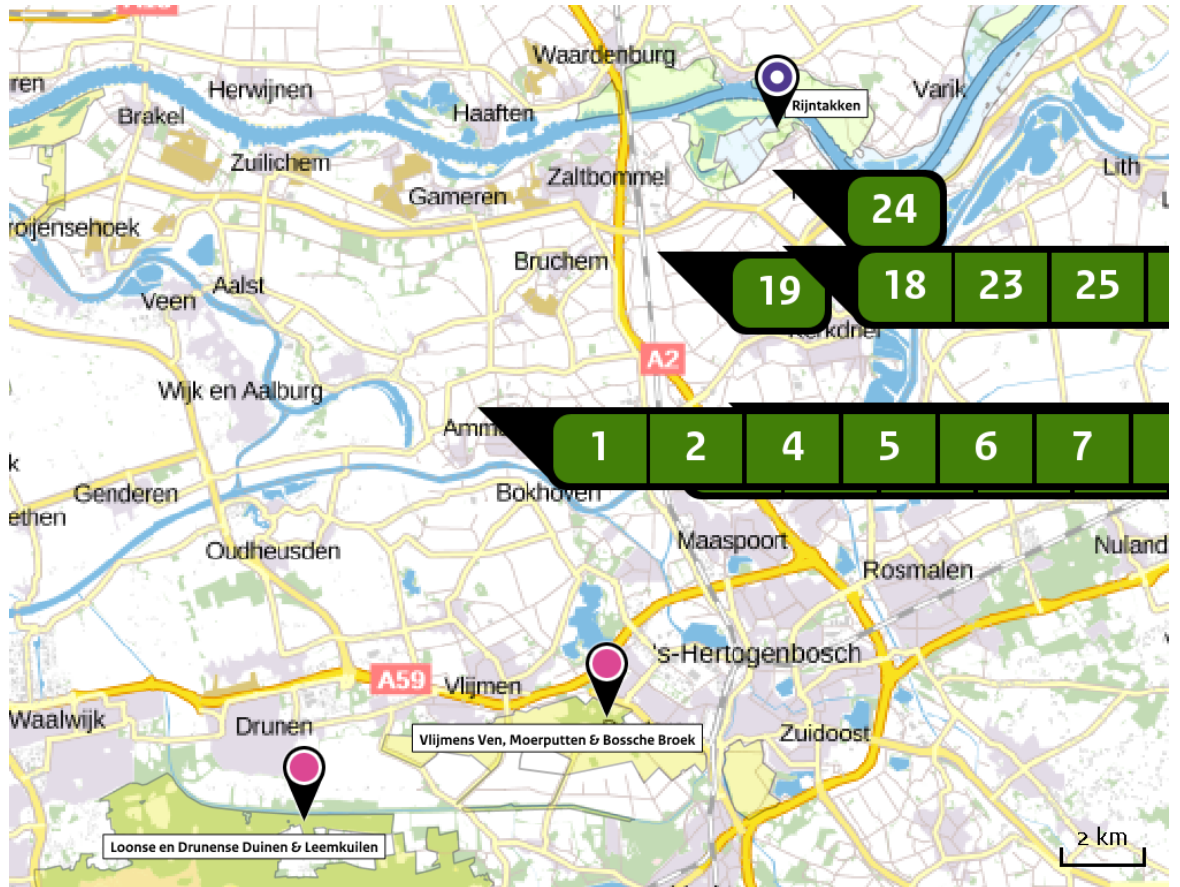 Waardenburg
ren
Herwijnen
Varik
Rijntakken
Brakel
Haaften
Zuilichem
Lith
Zaltbommel
Gameren
24
roijensehoek
Bruchem
19
18
23
25
Aalst
Veen
Kerkdriel
A2
Wijk en Aalburg
1
2
4
5
6
7
k
Genderen
Bokhoven
ethen
Maaspoort
Nuland
Oudheusden
Rosmalen
's-Hertogenbosch
A59
Vlijmen
Waalwijk
Drunen
Vlijmens Ven, Moerputten & Bossche Broek
Zuidoost
Loonse en Drunense Duinen & Leemkuilen
2 km